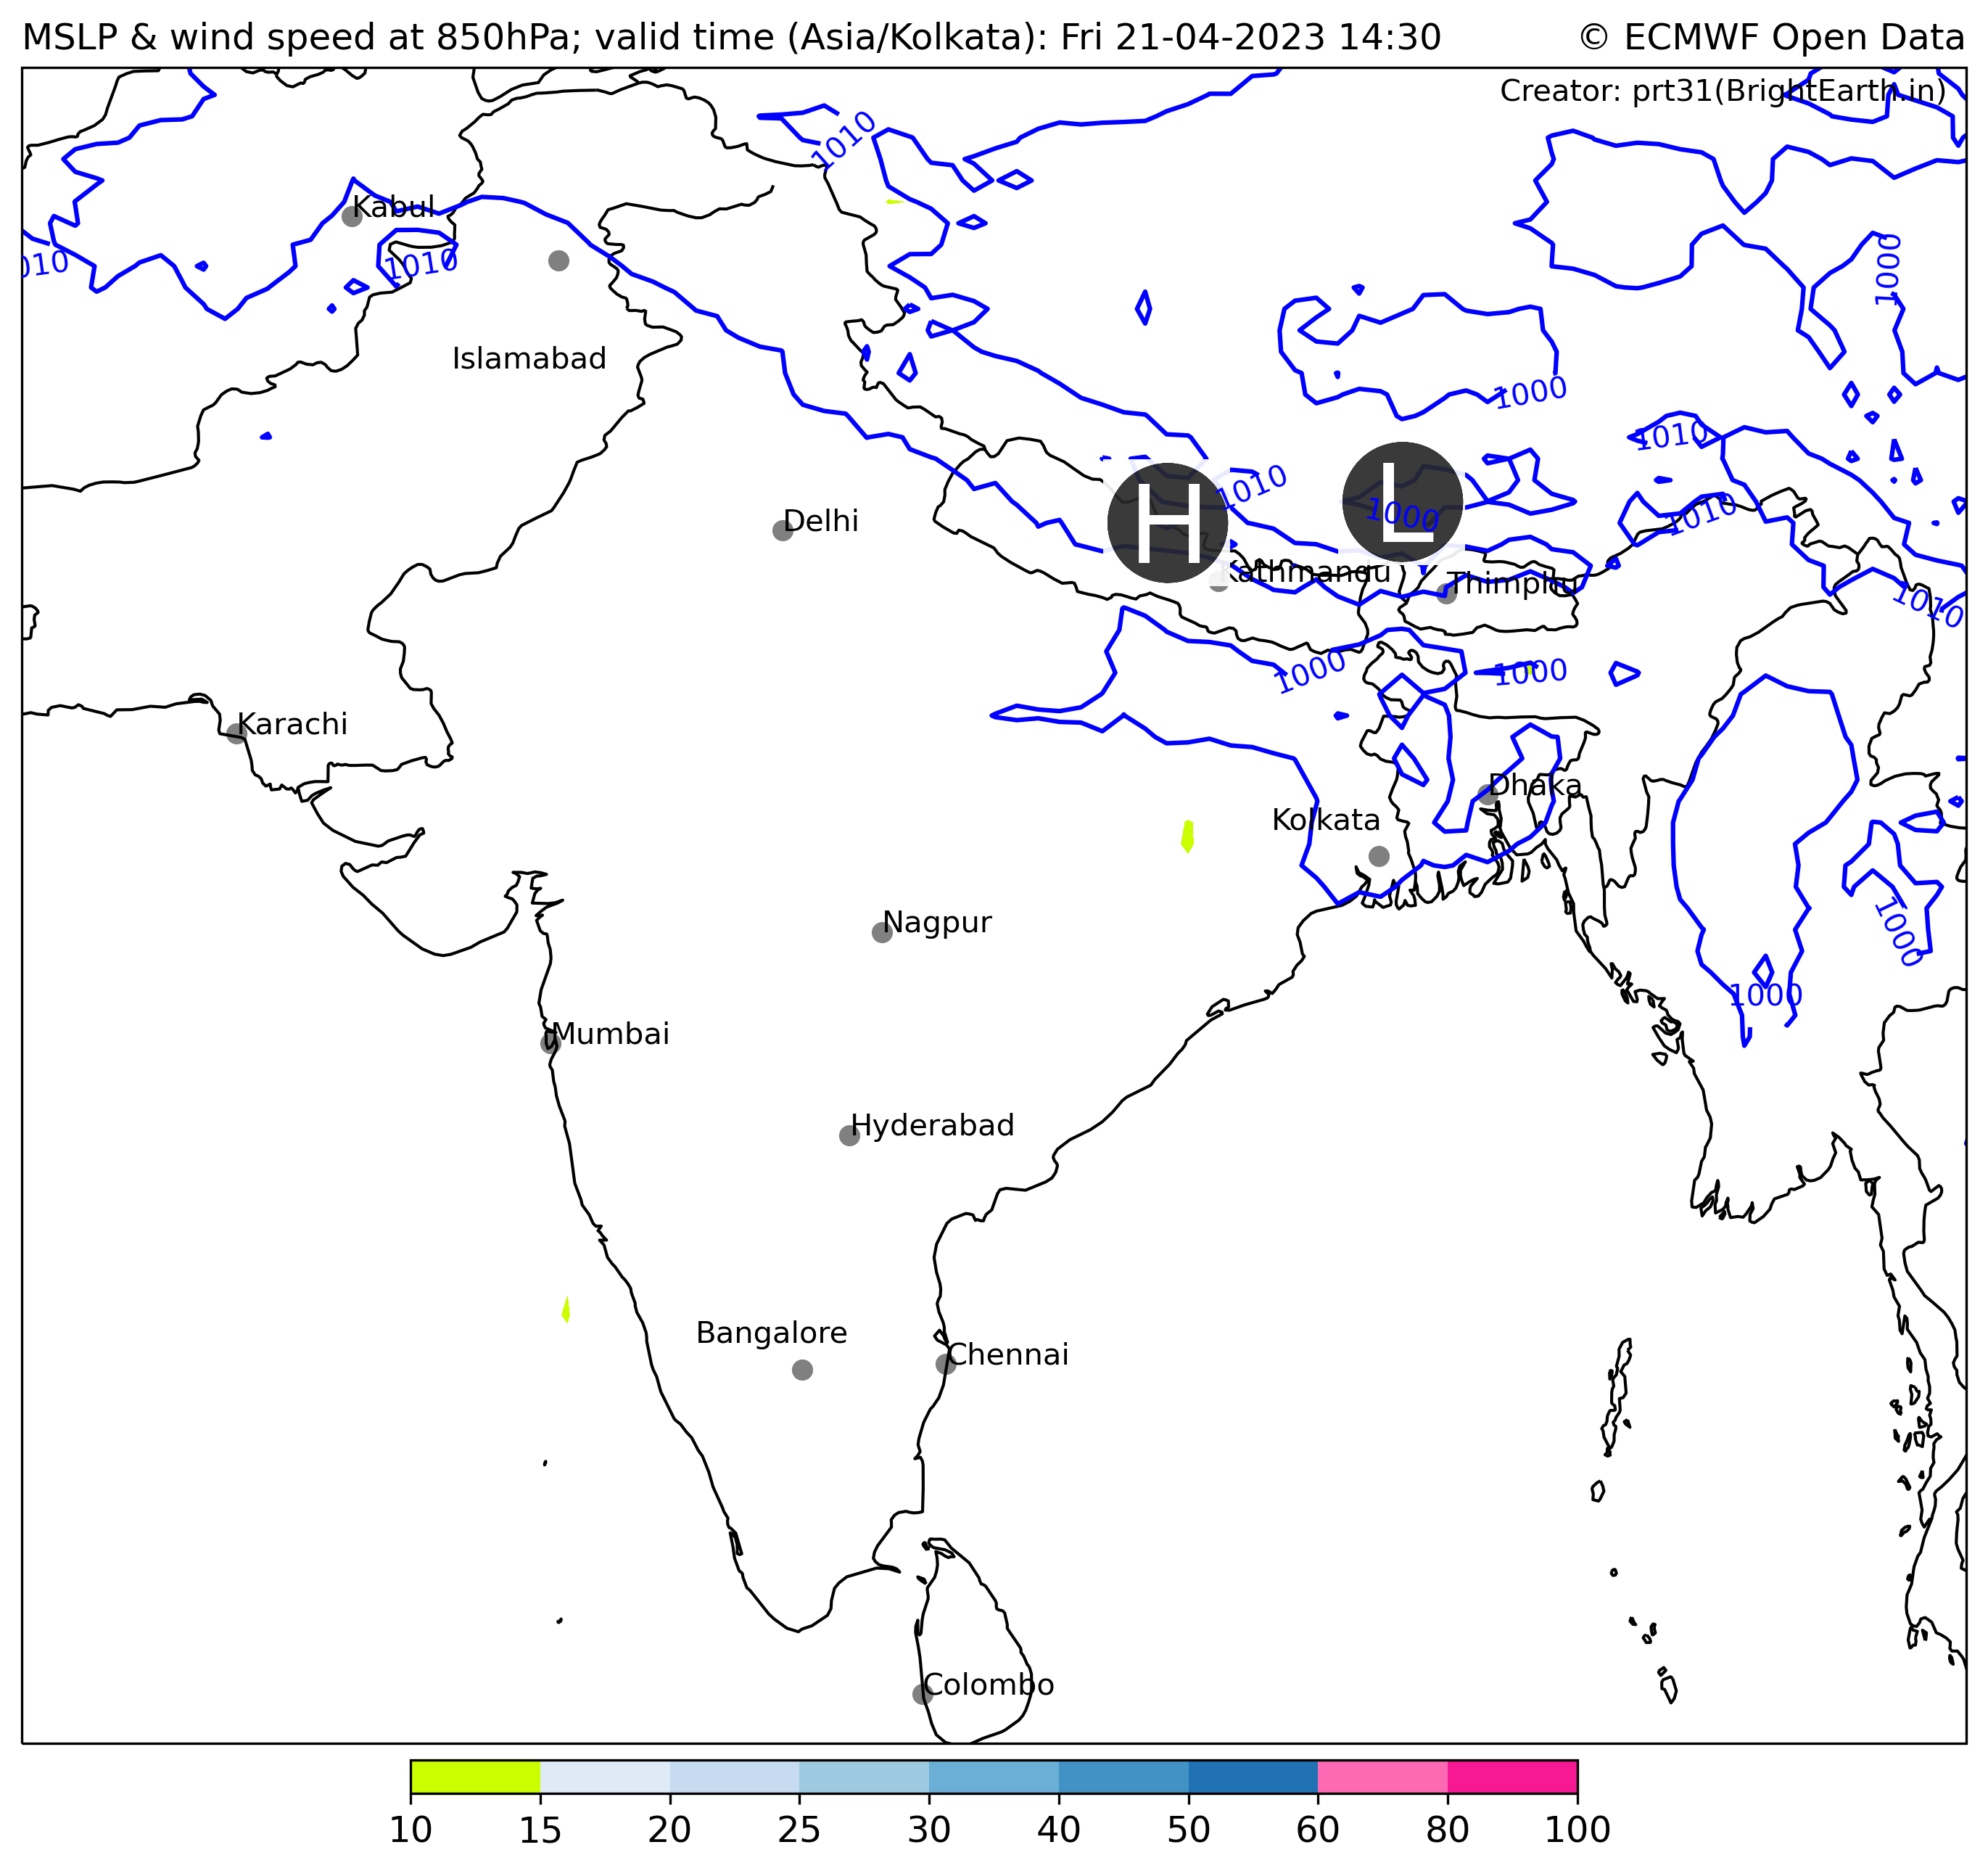 MSLP & wind speed at 850hPa; valid time (Asia/Kolkata): Fri 21-04-2023 14:30 © ECMWF Open Data
Creator: prt31(BrightEarth.in)
1010
Kabul
010
1010
1000
Islamabad
1000
1010
H
1010
L
1000
1010
Delhi
Kathmandu
Thimphu
1010
1000
1000
Karachi
Dhaka
Kolkata
Nagpur
1000
1000
Mumbai
Hyderabad
Bangalore
Chennai
Colombo
10 15 20 25 30 40 50 60 80 100